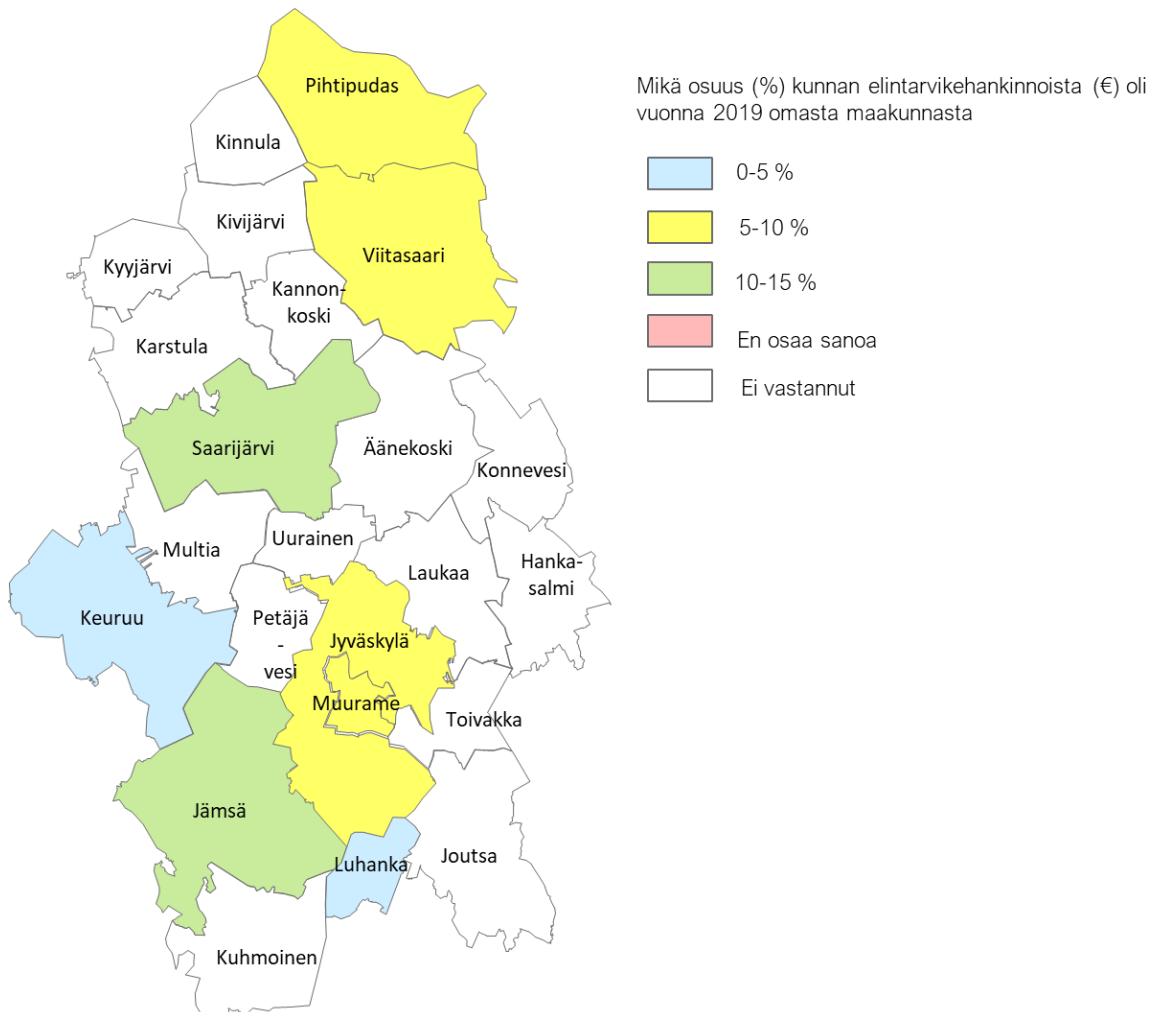 Pihtipudas
Kinnula
Kivijärvi
Viitasaari
Kyyjärvi
Kannon-
koski
Karstula
Saarijärvi
Äänekoski
Konnevesi
Multia
Uurainen
Laukaa
Hanka-
salmi
Keuruu
Petäjä
-
vesi
Jyväskylä
Muurame
Toivakka
Jämsä
Luhanka
Joutsa
Kuhmoinen
Mikä osuus (%) kunnan elintarvikehankinnoista (€) oli
vuonna 2019 omasta maakunnasta
0-5 %
5-10 %
10-15 %
En osaa sanoa
Ei vastannut